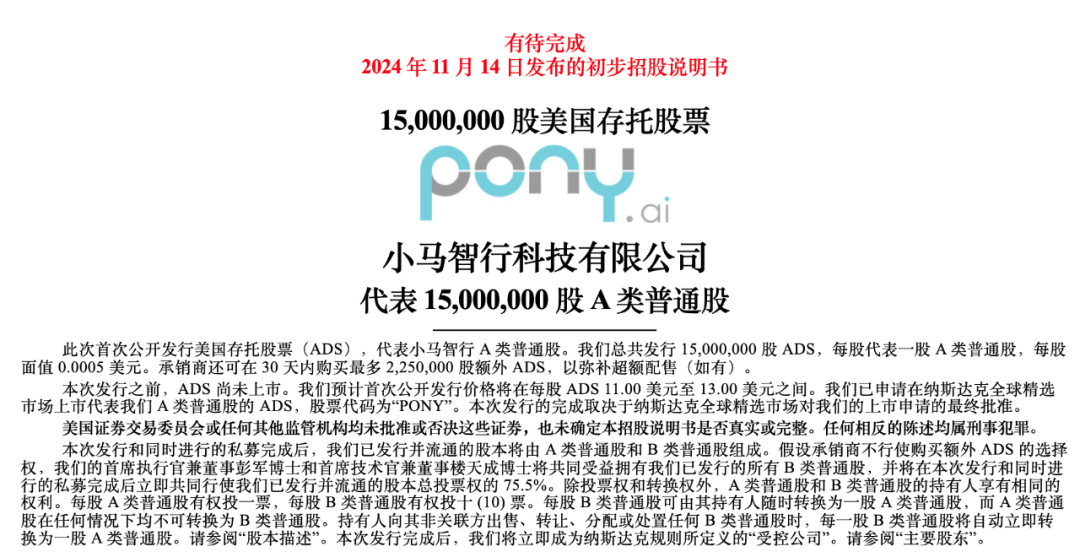 有待完成
2024 年 11 月 14 日发布的初步招股说明书
15,000,000 股美国存托股票
pony.ai
小马智行科技有限公司
代表 15,000,000 股 A 类普通股
此次首次公开发行美国存托股票（ADS），代表小马智行 A 类普通股。我们总共发行 15,000,000 股 ADS，每股代表一股 A 类普通股，每股
面值 0.0005 美元。承销商还可在 30 天内购买最多 2,250,000 股额外 ADS，以弥补超额配售（如有）。
本次发行之前，ADS 尚未上市。我们预计首次公开发行价格将在每股 ADS 11.00 美元至 13.00 美元之间。我们已申请在纳斯达克全球精选
市场上市代表我们 A 类普通股的 ADS，股票代码为“PONY”。本次发行的完成取决于纳斯达克全球精选市场对我们的上市申请的最终批准。
美国证券交易委员会或任何其他监管机构均未批准或否决这些证券，也未确定本招股说明书是否真实或完整。任何相反的陈述均属刑事犯罪。
本次发行和同时进行的私募完成后，我们已发行并流通的股本将由 A 类普通股和 B 类普通股组成。假设承销商不行使购买额外 ADS 的选择
权，我们的首席执行官兼董事彭军博士和首席技术官兼董事楼天成博士将共同受益拥有我们已发行的所有 B 类普通股，并将在本次发行和同时进
行的私募完成后立即共同行使我们已发行并流通的股本总投票权的 75.5%。除投票权和转换权外，A 类普通股和 B 类普通股的持有人享有相同的
权利。每股 A 类普通股有权投一票，每股 B 类普通股有权投十 (10) 票。每股 B 类普通股可由其持有人随时转换为一股 A 类普通股，而 A 类普通
股在任何情况下均不可转换为 B 类普通股。持有人向其非关联方出售、转让、分配或处置任何 B 类普通股时，每一股 B 类普通股将自动立即转
换为一股 A 类普通股。请参阅“股本描述”。本次发行完成后，我们将立即成为纳斯达克规则所定义的“受控公司”。请参阅“主要股东”。